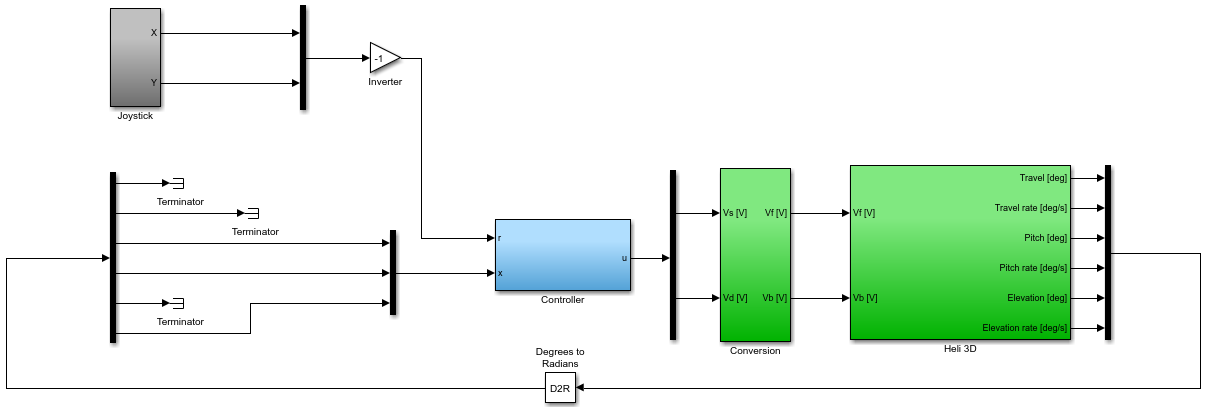 X
Y
Joystick
-1
Inverter
Terminator
Terminator
Terminator
r
x
u
Controller
Vs [V]
Vd [V]
Vf [V]
Vb [V]
Conversion
Vf [V]
Vb [V]
Travel [deg]
Travel rate [deg/s]
Pitch [deg]
Pitch rate [deg/s]
Elevation [deg]
Elevation rate [deg/s]
Heli 3D
Degrees to
Radians
D2R